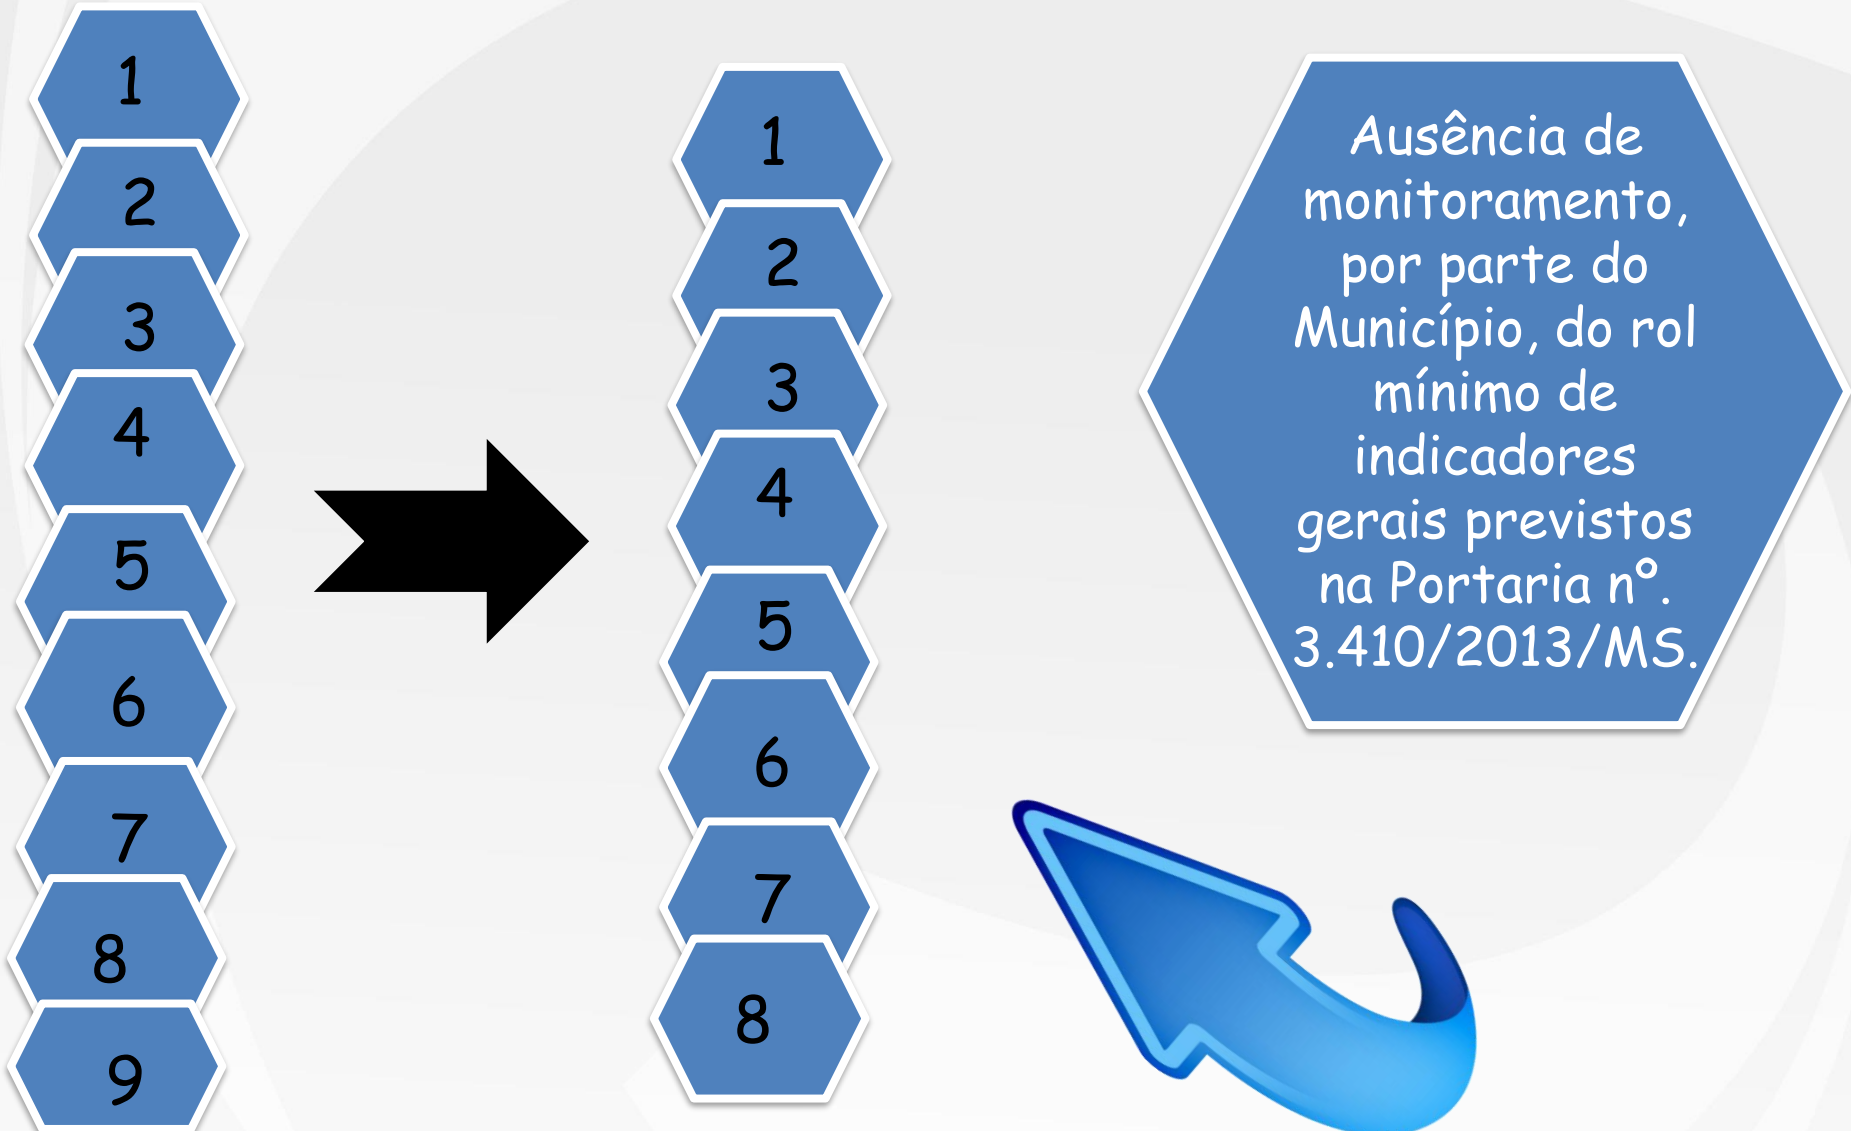 1
2
3
4
5
6
7
8
9
1
2
3
4
5
6
7
8
Ausência de
monitoramento,
por parte do
Município, do rol
mínimo de
indicadores
gerais previstos
na Portaria nº.
3.410/2013/MS.